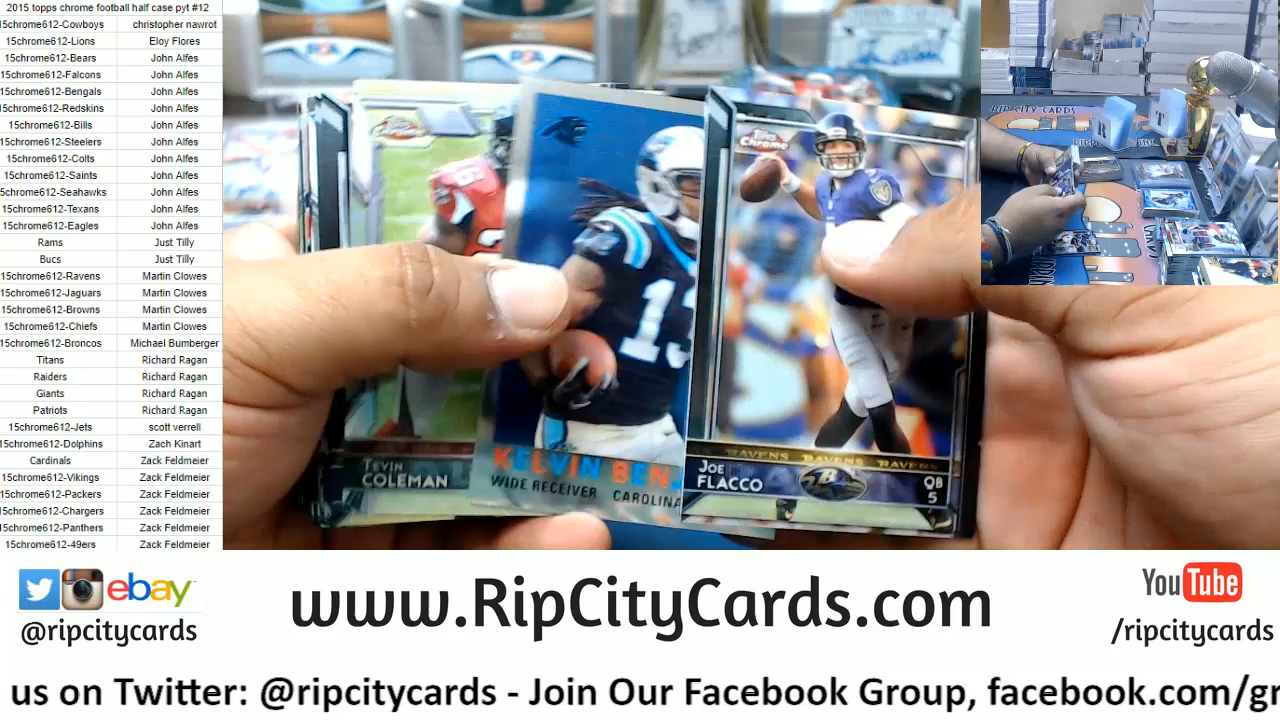 2015 topps chrome football half case pyt #12
15chrome612-Cowboys christopher nawrot
15chrome612-Lions Eloy Flores
15chrome612-Bears John Alfes
15chrome612-Falcons John Alfes
15chrome612-Bengals John Alfes
15chrome612-Redskins John Alfes
15chrome612-Bills John Alfes
15chrome612-Steelers John Alfes
15chrome612-Colts John Alfes
15chrome612-Saints John Alfes
15chrome612-Seahawks John Alfes
15chrome612-Texans John Alfes
15chrome612-Eagles John Alfes
Rams Just Tilly
Bucs Just Tilly
15chrome612-Ravens Martin Clowes
15chrome612-Jaguars Martin Clowes
15chrome612-Browns Martin Clowes
15chrome612-Chiefs Martin Clowes
15chrome612-Broncos Michael Bumberger
Titans Richard Ragan
Raiders Richard Ragan
Giants Richard Ragan
Patriots Richard Ragan
15chrome612-Jets scott verrell
15chrome612-Dolphins Zach Kinart
Cardinals Zack Feldmeier
15chrome612-Vikings Zack Feldmeier
15chrome612-Packers Zack Feldmeier
15chrome612-Chargers Zack Feldmeier
15chrome612-Panthers Zack Feldmeier
15chrome612-49ers Zack Feldmeier
Topps
Chrome
TEVIN
COLEMAN
KELVIN BENJ
WIDE RECEIVER CAROLINA
RAVENS RAVENS RAVENS
JOE
FLACCO
QB
5
RIP CITY CARDS
ebay
@ripcitycards
www.RipCityCards.com
YouTube
/ripcitycards
us on Twitter: @ripcitycards - Join Our Facebook Group, facebook.com/gr